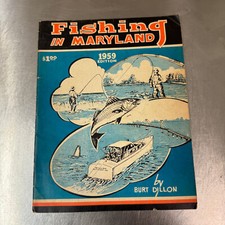 Fishing
IN MARYLAND
1959
EDITION
by
BURT DILLON